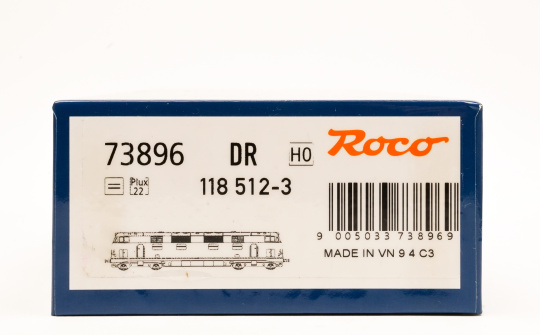 73896 DR H0 Roco
Plux
22
118 512-3
9 005033 738969
MADE IN VN 9 4 C3